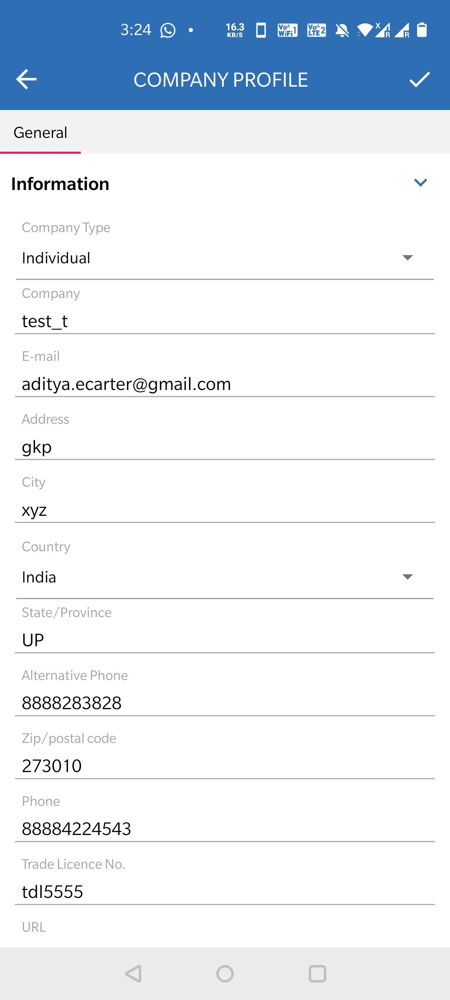 3:24 16.3 KB/S Vo WiFi 1 Vo LTE 2 X R R
COMPANY PROFILE
General
Information
Company Type
Individual
Company
test_t
E-mail
aditya.ecarter@gmail.com
Address
gkp
City
xyz
Country
India
State/Province
UP
Alternative Phone
8888283828
Zip/postal code
273010
Phone
88884224543
Trade Licence No.
tdl5555
URL